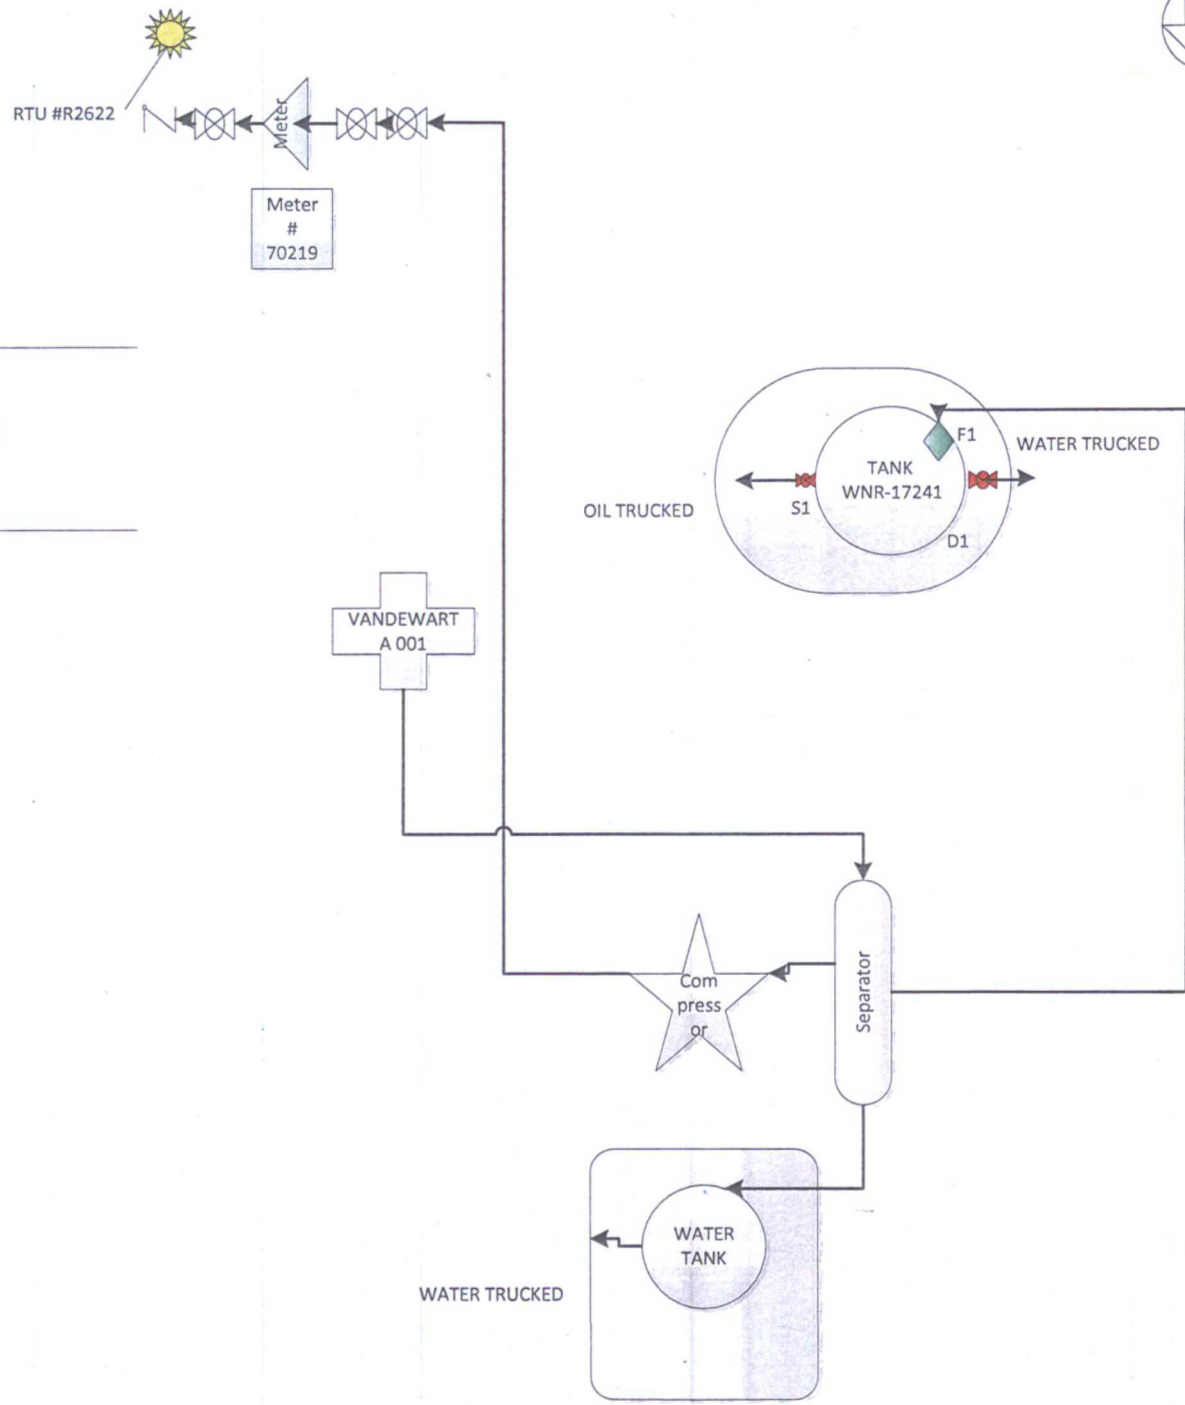 RTU #R2622
Meter
Meter
#
70219
F1
WATER TRUCKED
TANK
WNR-17241
OIL TRUCKED
S1
D1
VANDEWART
A 001
Separator
Com
press
or
WATER
TANK
WATER TRUCKED